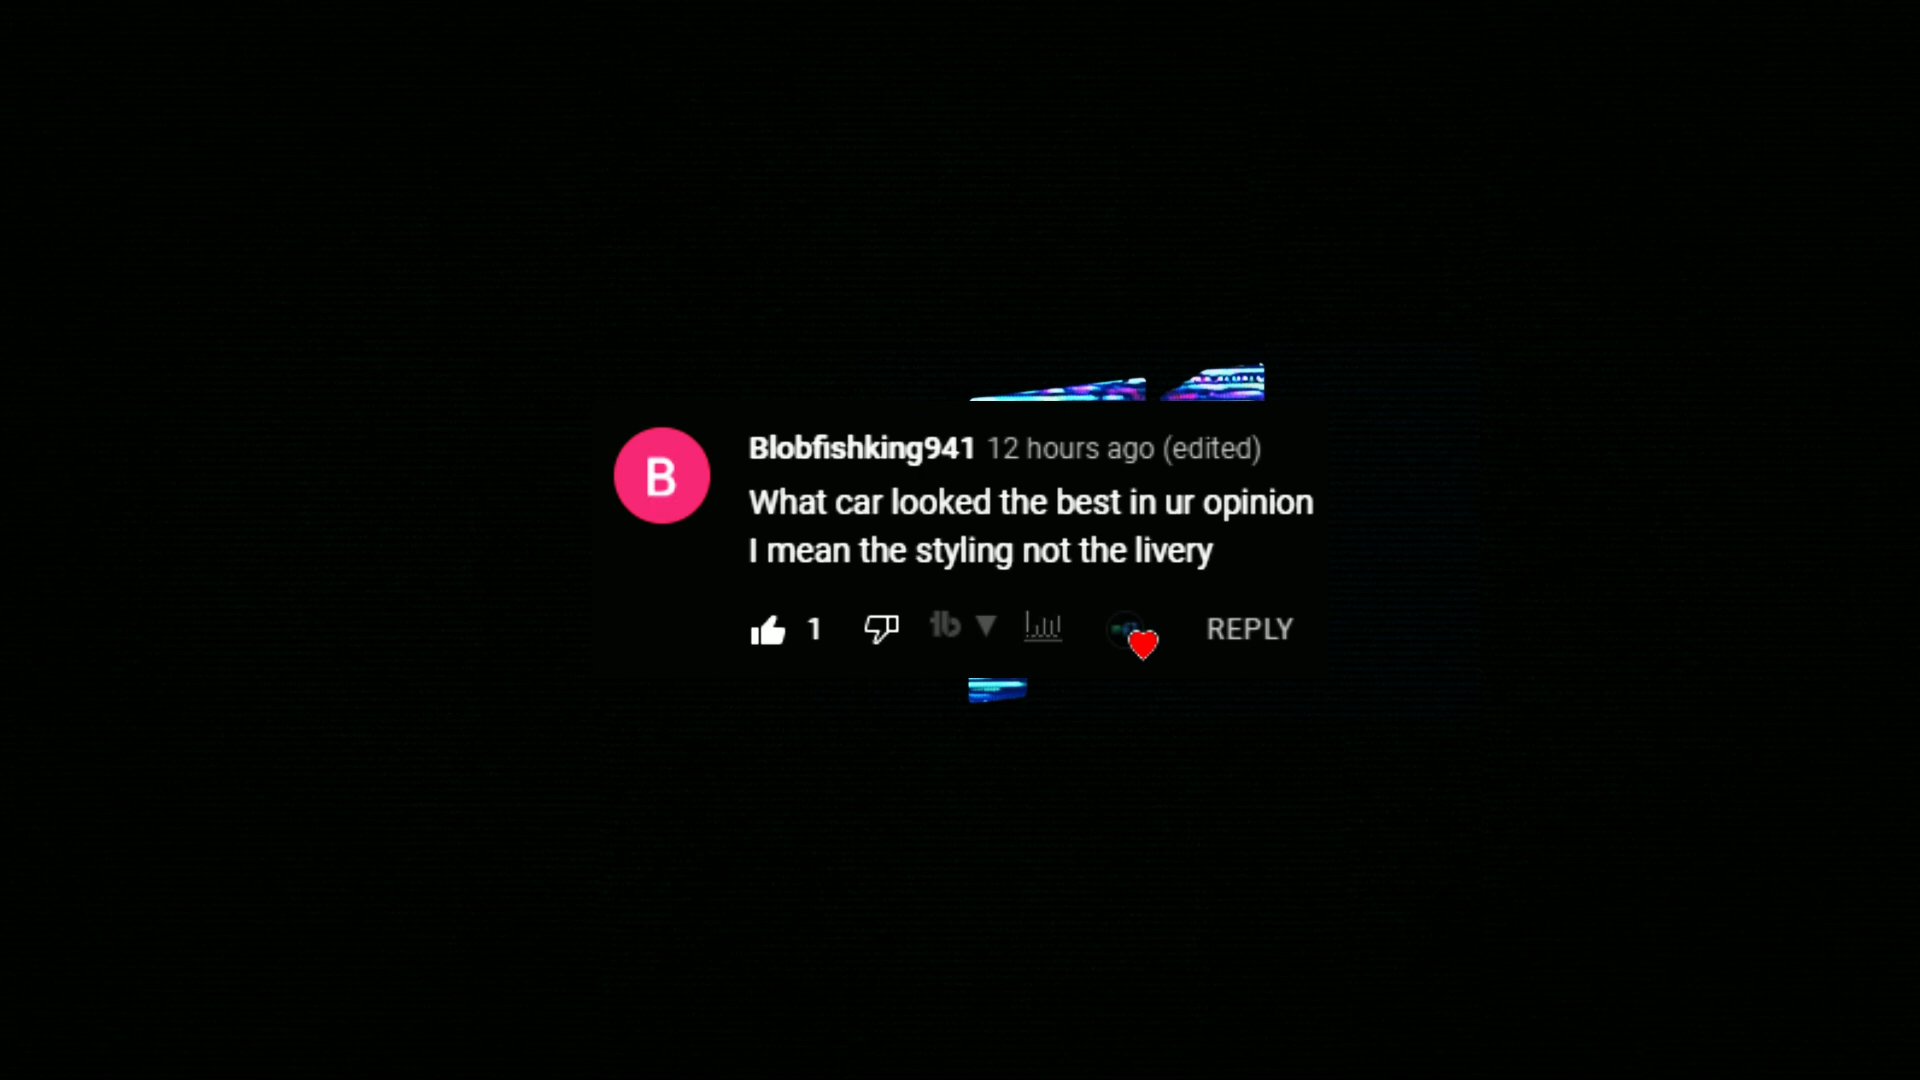 B
Blobfishking941 12 hours ago (edited)
What car looked the best in ur opinion
I mean the styling not the livery
1 tb REPLY